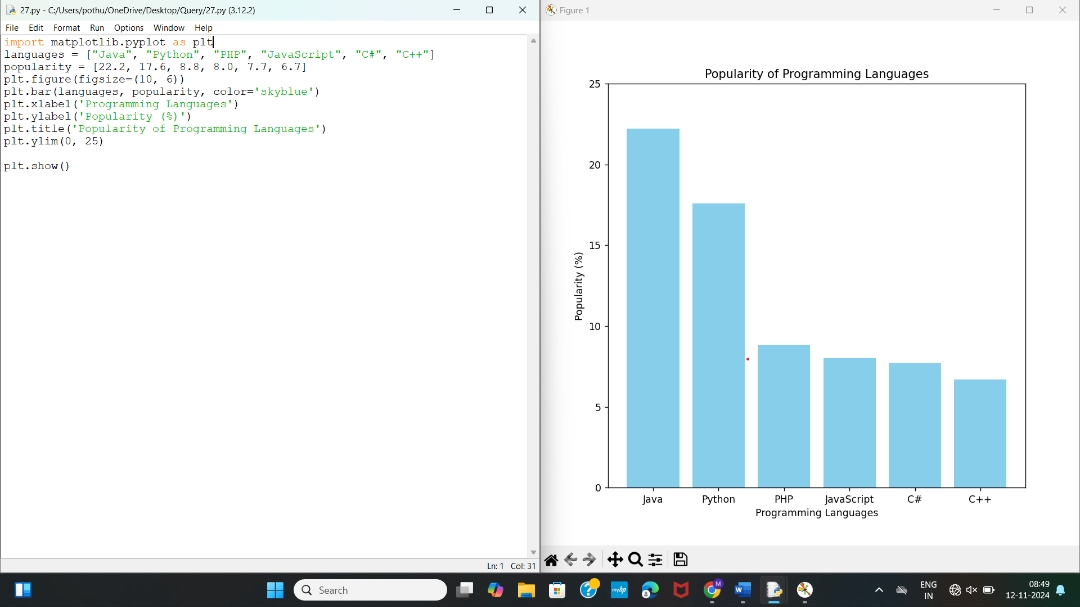 27.py - C:/Users/pothu/OneDrive/Desktop/Query/27.py (3.12.2)
File Edit Format Run Options Window Help
import matplotlib.pyplot as plt
languages = ["Java", "Python", "PHP", "JavaScript", "C#", "C++"]
popularity = [22.2, 17.6, 8.8, 8.0, 7.7, 6.7]
plt.figure(figsize=(10, 6))
plt.bar(languages, popularity, color='skyblue')
plt.xlabel('Programming Languages')
plt.ylabel('Popularity (%)')
plt.title('Popularity of Programming Languages')
plt.ylim(0, 25)
plt.show()
Ln: 1 Col: 31
Figure 1
Popularity of Programming Languages
25
20
15
10
5
0
Popularity (%)
Java Python PHP JavaScript C# C++
Programming Languages
Search
ENG
IN
08:49
12-11-2024